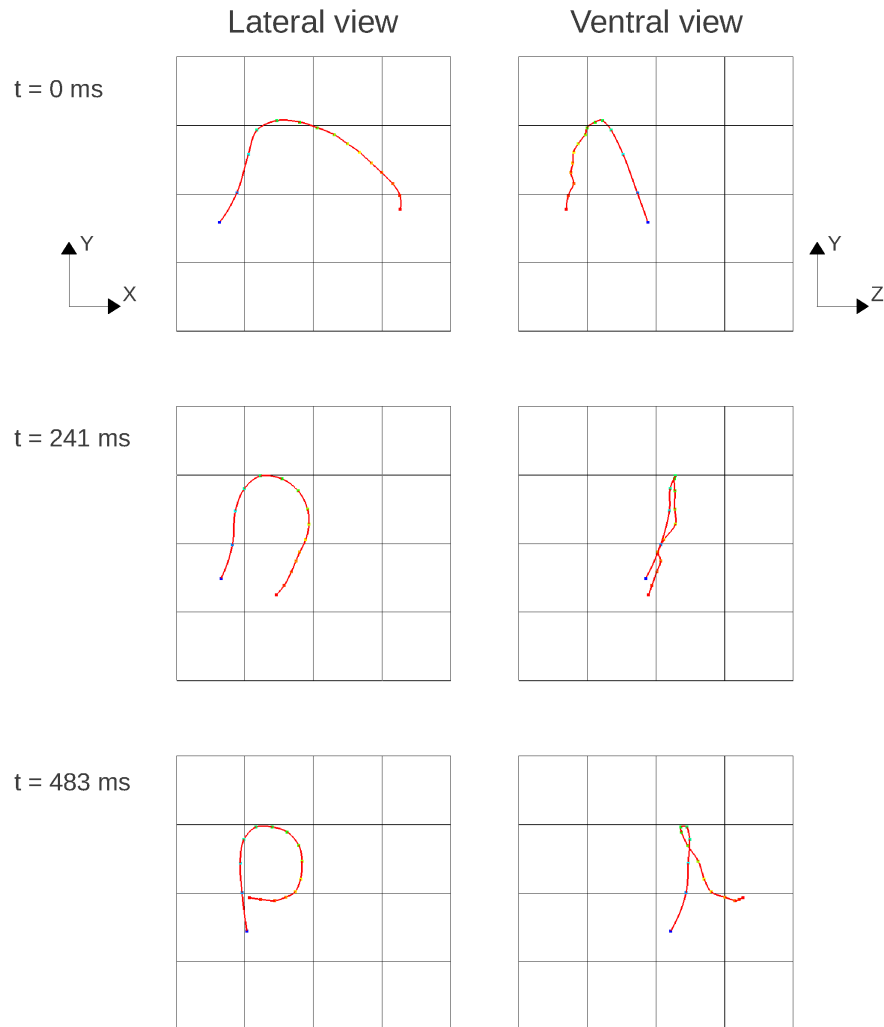 Lateral view Ventral view
t = 0 ms
Y Y
X Z
t = 241 ms
t = 483 ms